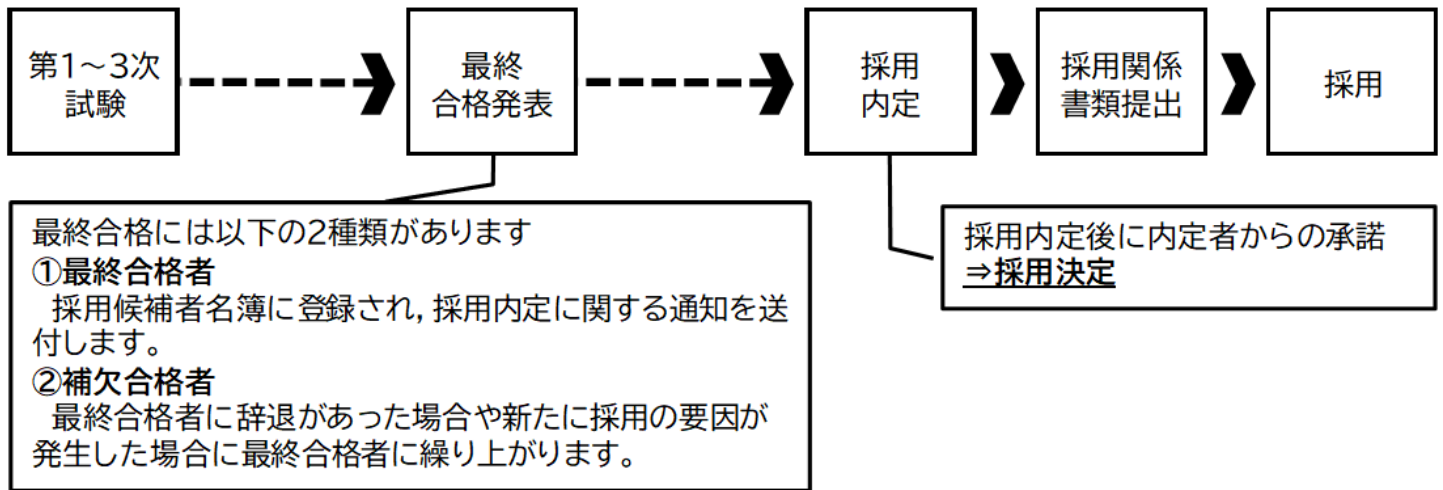 第1～3次
試験
最終
合格発表
採用
内定
採用関係
書類提出
採用
最終合格には以下の2種類があります
①最終合格者
採用候補者名簿に登録され，採用内定に関する通知を送
付します。
②補欠合格者
最終合格者に辞退があった場合や新たに採用の要因が
発生した場合に最終合格者に繰り上がります。
採用内定後に内定者からの承諾
⇒採用決定